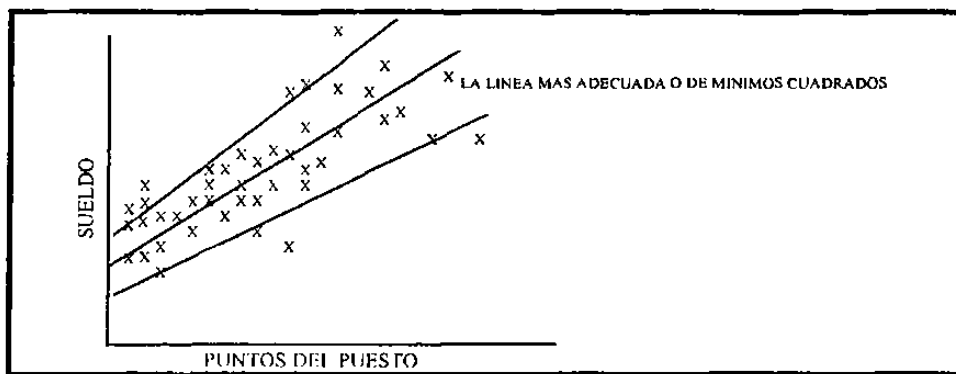 LA LINEA MAS ADECUADA O DE MINIMOS CUADRADOS
SUELDO
PUNTOS DEL PUESTO